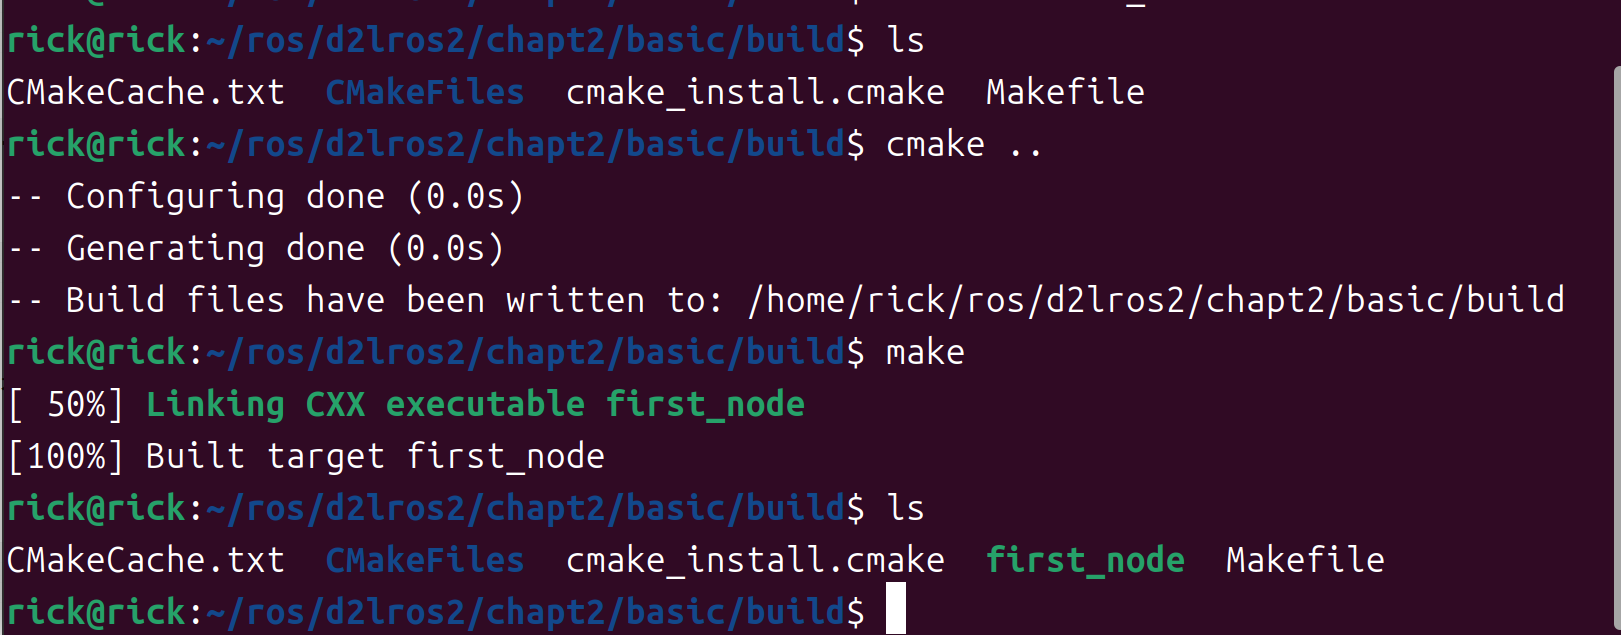 rick@rick:~/ros/d2lros2/chapt2/basic/build$ ls
CMakeCache.txt  CMakeFiles  cmake_install.cmake  Makefile
rick@rick:~/ros/d2lros2/chapt2/basic/build$ cmake ..
-- Configuring done (0.0s)
-- Generating done (0.0s)
-- Build files have been written to: /home/rick/ros/d2lros2/chapt2/basic/build
rick@rick:~/ros/d2lros2/chapt2/basic/build$ make
[ 50%] Linking CXX executable first_node
[100%] Built target first_node
rick@rick:~/ros/d2lros2/chapt2/basic/build$ ls
CMakeCache.txt  CMakeFiles  cmake_install.cmake  first_node  Makefile
rick@rick:~/ros/d2lros2/chapt2/basic/build$